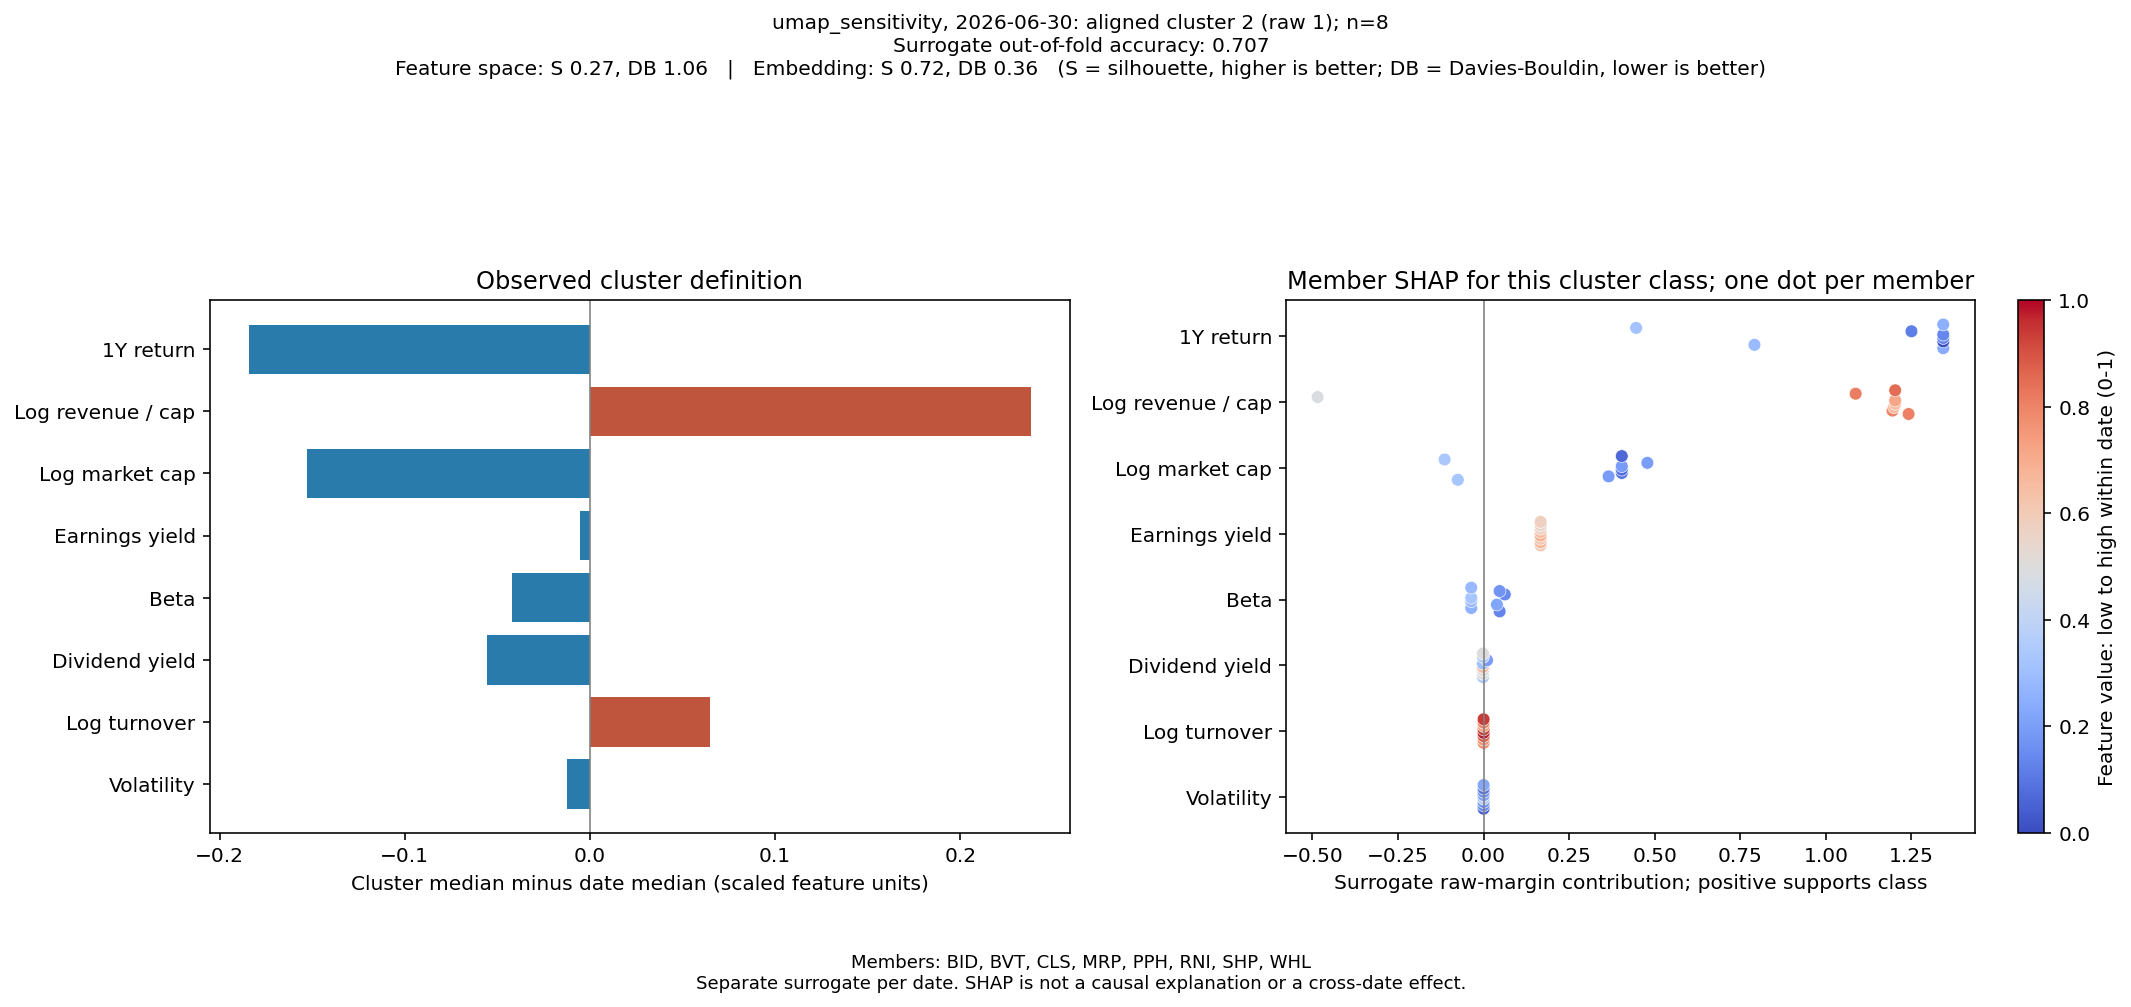 umap_sensitivity, 2026-06-30: aligned cluster 2 (raw 1); n=8
Surrogate out-of-fold accuracy: 0.707
Feature space: S 0.27, DB 1.06   |   Embedding: S 0.72, DB 0.36   (S = silhouette, higher is better; DB = Davies-Bouldin, lower is better)
Observed cluster definition
1Y return
Log revenue / cap
Log market cap
Earnings yield
Beta
Dividend yield
Log turnover
Volatility
−0.2
−0.1
0.0
0.1
0.2
Cluster median minus date median (scaled feature units)
Member SHAP for this cluster class; one dot per member
1Y return
Log revenue / cap
Log market cap
Earnings yield
Beta
Dividend yield
Log turnover
Volatility
−0.50
−0.25
0.00
0.25
0.50
0.75
1.00
1.25
Surrogate raw-margin contribution; positive supports class
1.0
0.8
0.6
0.4
0.2
0.0
Feature value: low to high within date (0-1)
Members: BID, BVT, CLS, MRP, PPH, RNI, SHP, WHL
Separate surrogate per date. SHAP is not a causal explanation or a cross-date effect.